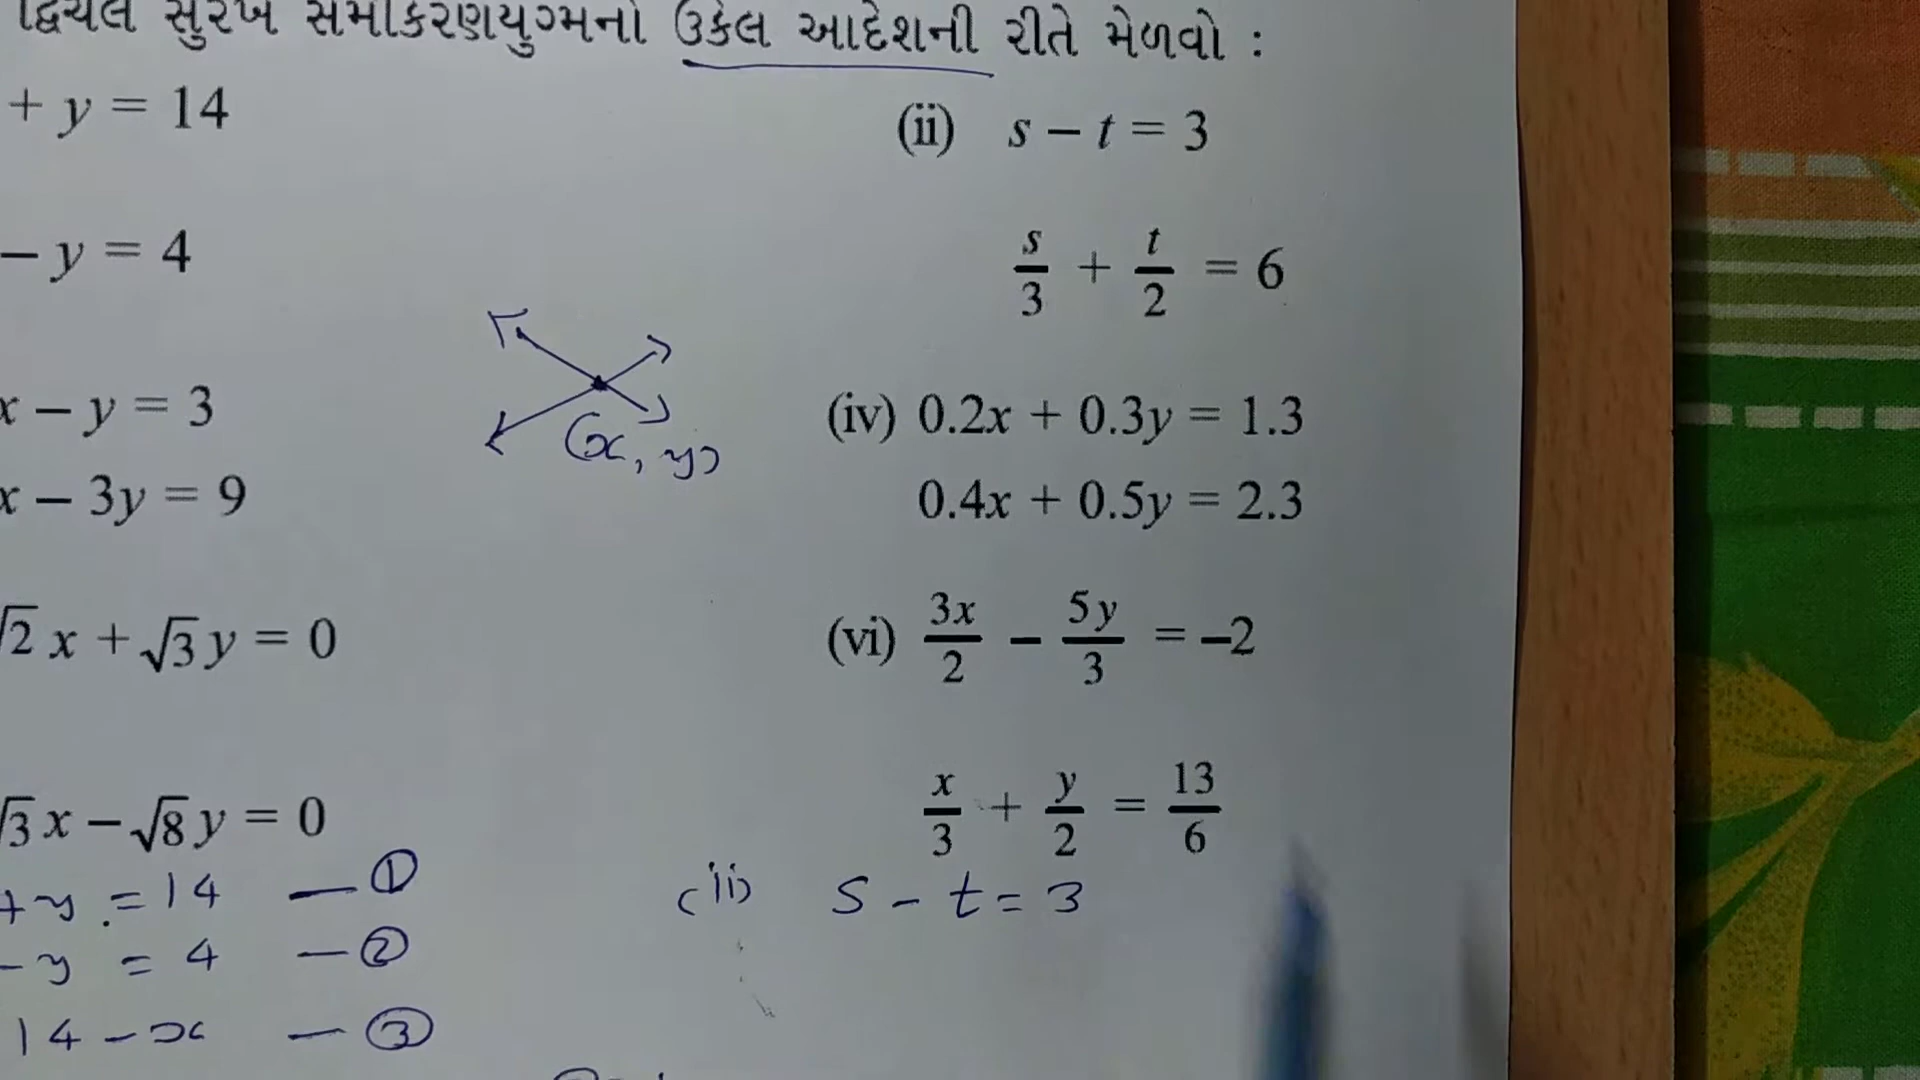 દ્વિચલ સુરેખ સમીકરણયુગ્મનો ઉકેલ આદેશની રીતે મેળવો :
+ y = 14
(ii) s – t = 3
– y = 4
s/3 + t/2 = 6
x – y = 3
x – 3y = 9
(x, y)
(iv) 0.2x + 0.3y = 1.3
0.4x + 0.5y = 2.3
√2 x + √3 y = 0
(vi) 3x/2 – 5y/3 = –2
√3 x – √8 y = 0
x/3 + y/2 = 13/6
+ y = 14 — ①
– y = 4 — ②
14 – x — ③
(ii) s – t = 3